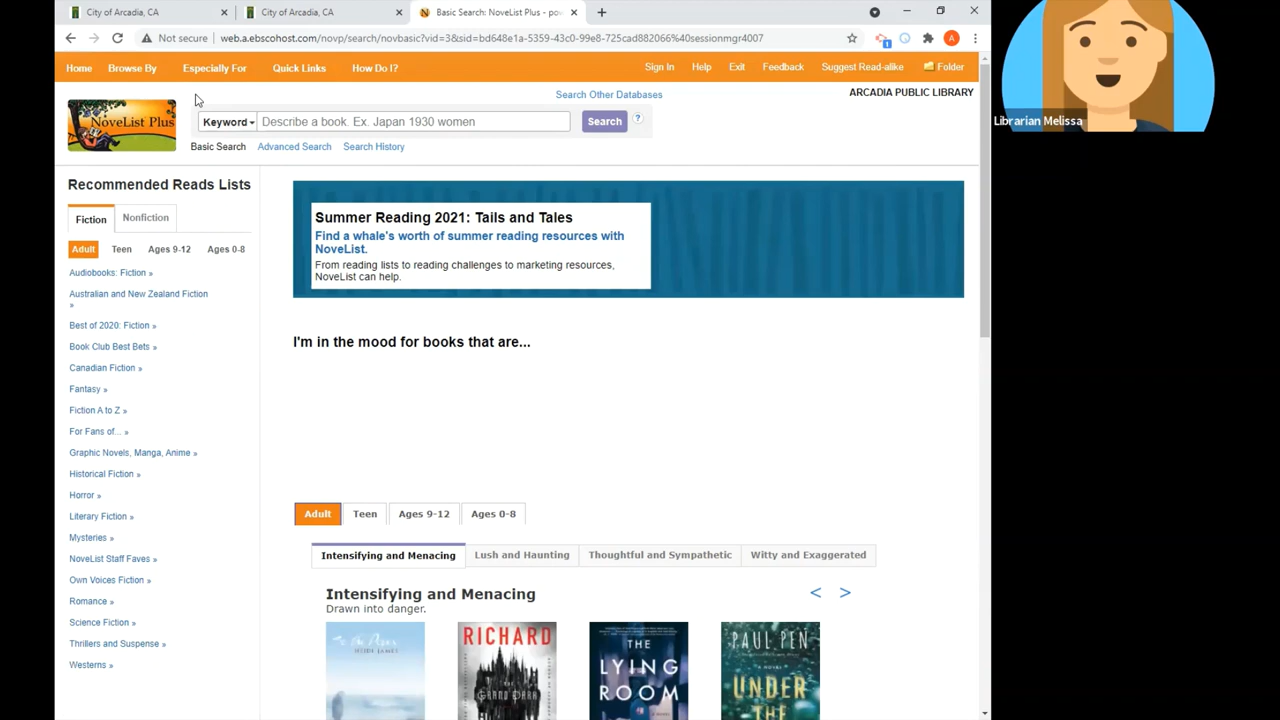 City of Arcadia, CA
City of Arcadia, CA
Basic Search: NoveList Plus - pov
Not secure
web.a.ebscohost.com/novp/search/novbasic?vid=3&sid=bd648e1a-5359-43c0-99e8-725cad882066%40sessionmgr4007
A
1
Home Browse By Especially For Quick Links How Do I?
Sign In Help Exit Feedback Suggest Read-alike Folder
Librarian Melissa
Search Other Databases
ARCADIA PUBLIC LIBRARY
NoveList Plus
Keyword
Describe a book. Ex. Japan 1930 women
Search
?
Basic Search Advanced Search Search History
Recommended Reads Lists
Fiction Nonfiction
Adult Teen Ages 9-12 Ages 0-8
Audiobooks: Fiction »
Australian and New Zealand Fiction
»
Best of 2020: Fiction »
Book Club Best Bets »
Canadian Fiction »
Fantasy »
Fiction A to Z »
For Fans of... »
Graphic Novels, Manga, Anime »
Historical Fiction »
Horror »
Literary Fiction »
Mysteries »
NoveList Staff Faves »
Own Voices Fiction »
Romance »
Science Fiction »
Thrillers and Suspense »
Westerns »
Summer Reading 2021: Tails and Tales
Find a whale's worth of summer reading resources with
NoveList.
From reading lists to reading challenges to marketing resources,
NoveList can help.
I'm in the mood for books that are...
Adult Teen Ages 9-12 Ages 0-8
Intensifying and Menacing Lush and Haunting Thoughtful and Sympathetic Witty and Exaggerated
Intensifying and Menacing
< >
Drawn into danger.
HEIDI JAMES
RICHARD
THE GRAND DARK
THE
LYING
ROOM
PAUL PEN
A NOVEL
UNDER
THE